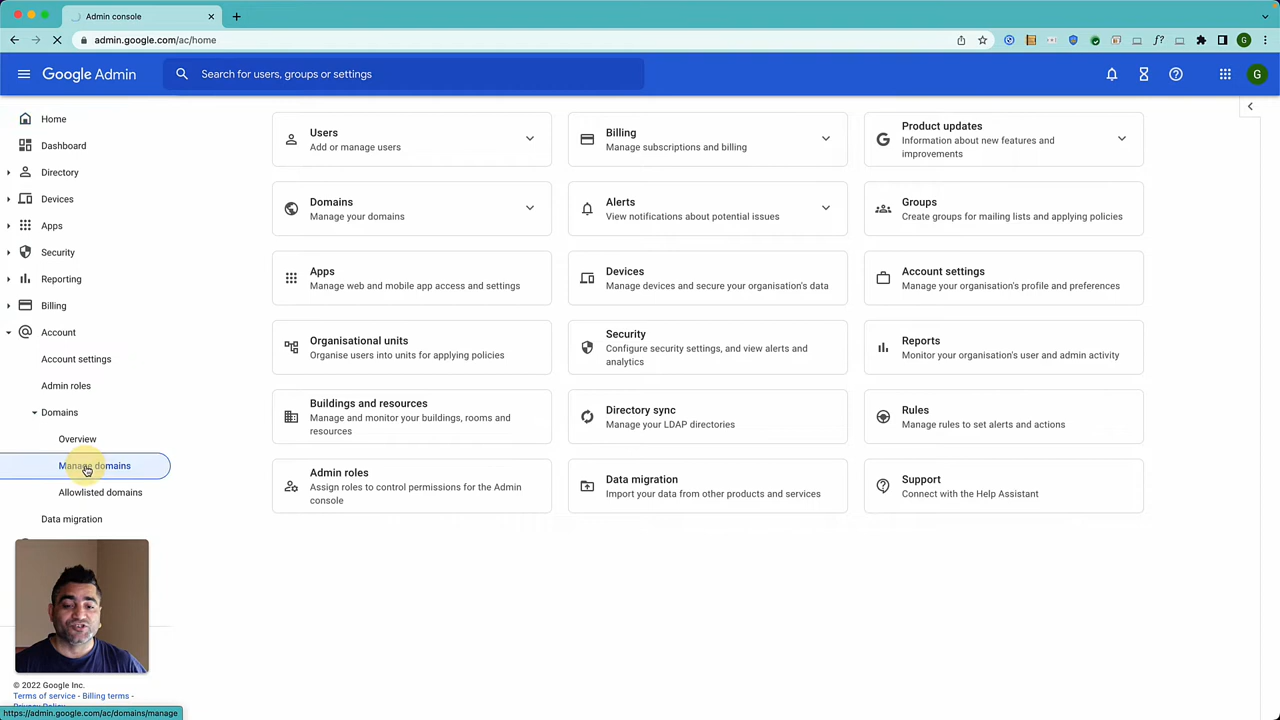 Admin console
admin.google.com/ac/home
G
Google Admin
Search for users, groups or settings
G
Home
Dashboard
Directory
Devices
Apps
Security
Reporting
Billing
Account
Account settings
Admin roles
Domains
Overview
Manage domains
Allowlisted domains
Data migration
Users
Add or manage users
Billing
Manage subscriptions and billing
Product updates
Information about new features and
improvements
Domains
Manage your domains
Alerts
View notifications about potential issues
Groups
Create groups for mailing lists and applying policies
Apps
Manage web and mobile app access and settings
Devices
Manage devices and secure your organisation's data
Account settings
Manage your organisation's profile and preferences
Organisational units
Organise users into units for applying policies
Security
Configure security settings, and view alerts and
analytics
Reports
Monitor your organisation's user and admin activity
Buildings and resources
Manage and monitor your buildings, rooms and
resources
Directory sync
Manage your LDAP directories
Rules
Manage rules to set alerts and actions
Admin roles
Assign roles to control permissions for the Admin
console
Data migration
Import your data from other products and services
Support
Connect with the Help Assistant
© 2022 Google Inc.
Terms of service - Billing terms -
Privacy Policy
https://admin.google.com/ac/domains/manage